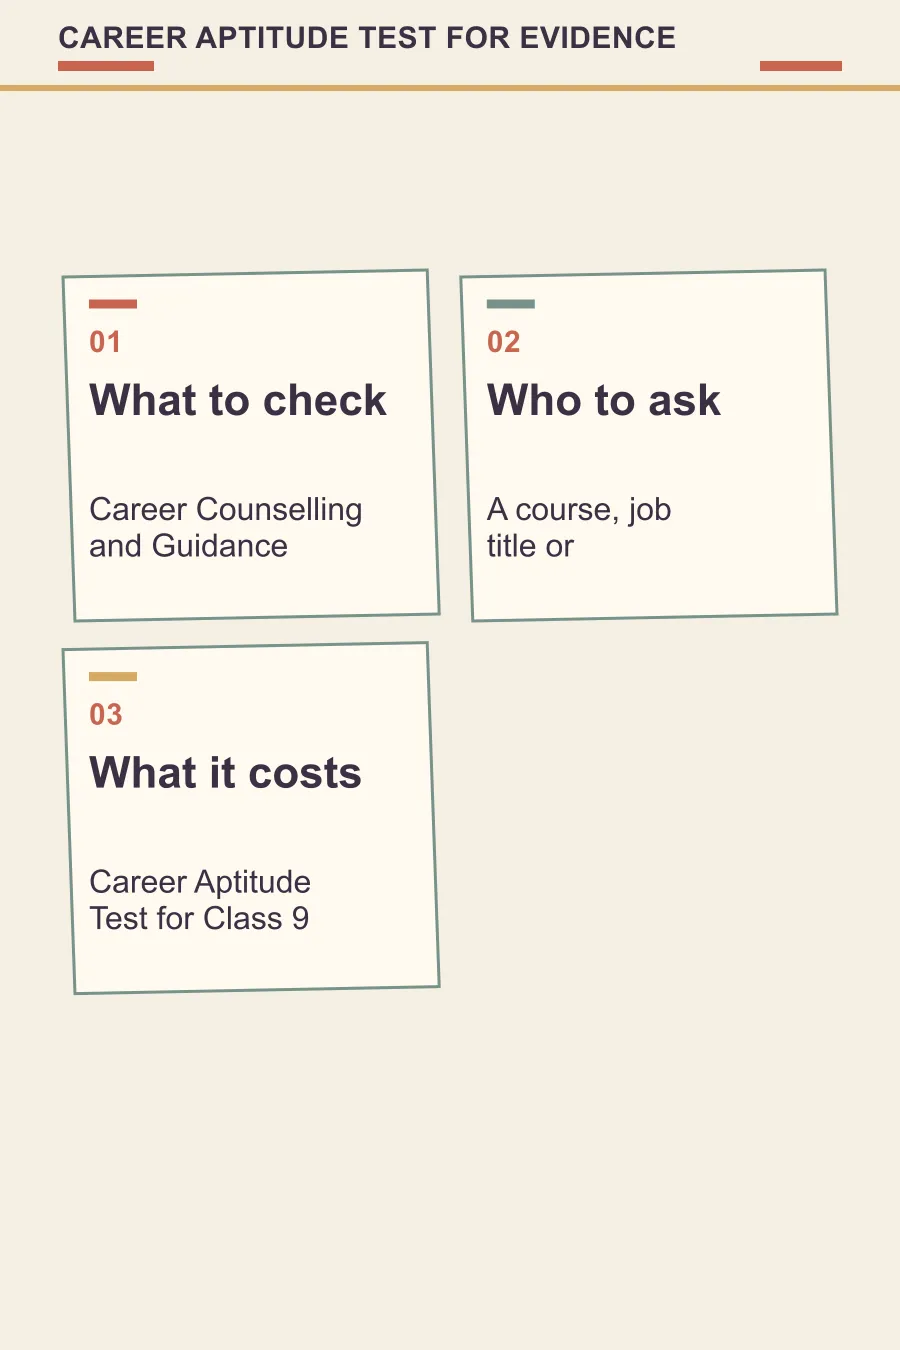 CAREER APTITUDE TEST FOR EVIDENCE
01
What to check
Career Counselling
and Guidance
02
Who to ask
A course, job
title or
03
What it costs
Career Aptitude
Test for Class 9